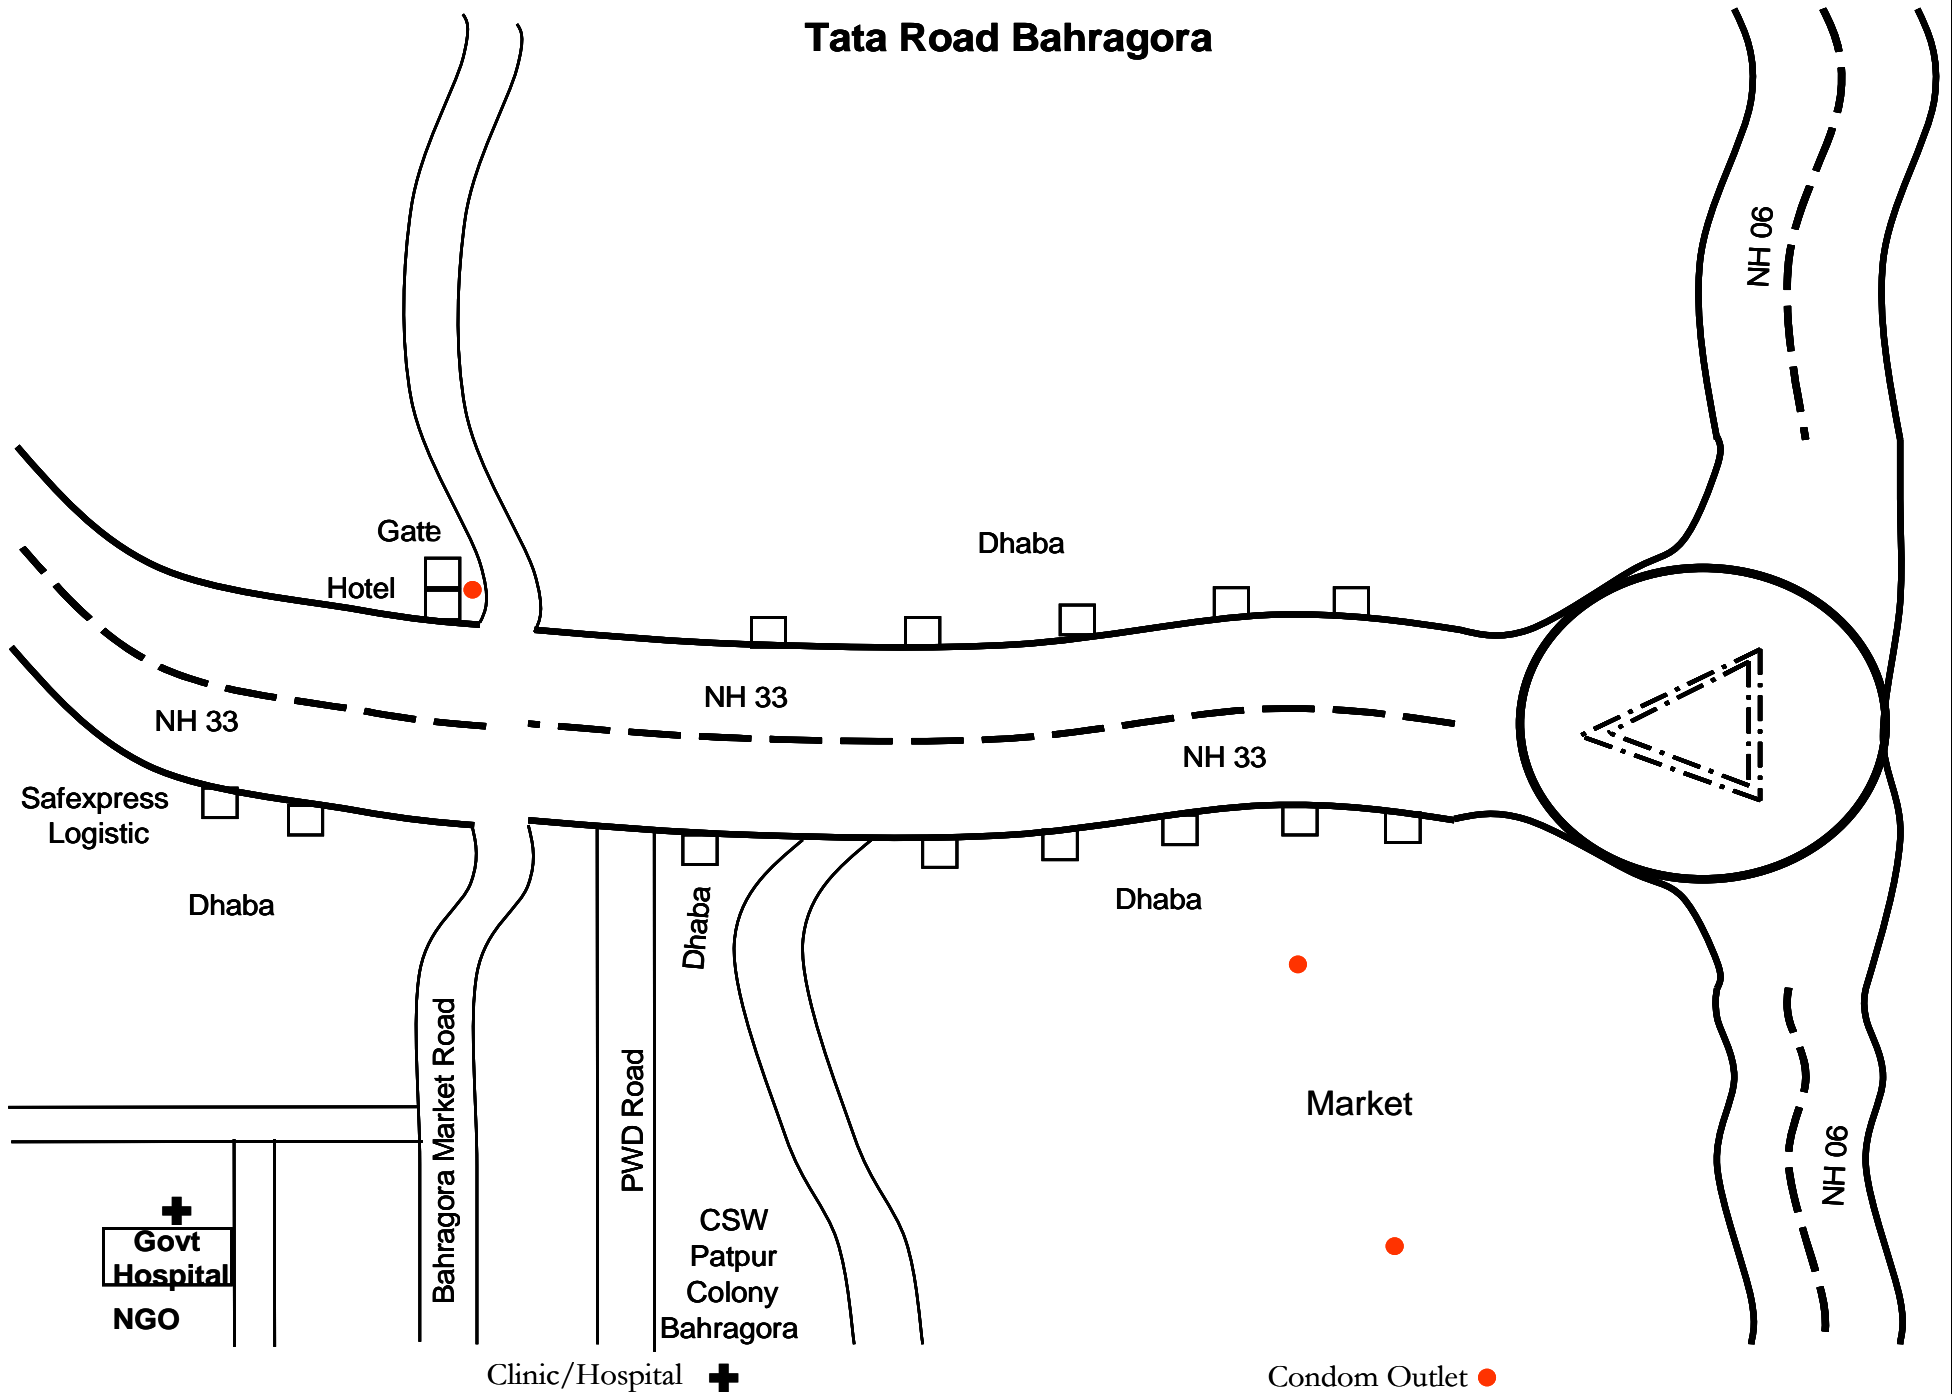 Tata Road Bahragora
NH 06
Gate
Dhaba
Hotel
NH 33
NH 33
NH 33
Safexpress
Logistic
Dhaba
Dhaba
Dhaba
Bahragora Market Road
PWD Road
Market
NH 06
CSW
Patpur
Colony
Bahragora
Govt
Hospital
NGO
Clinic/Hospital
Condom Outlet